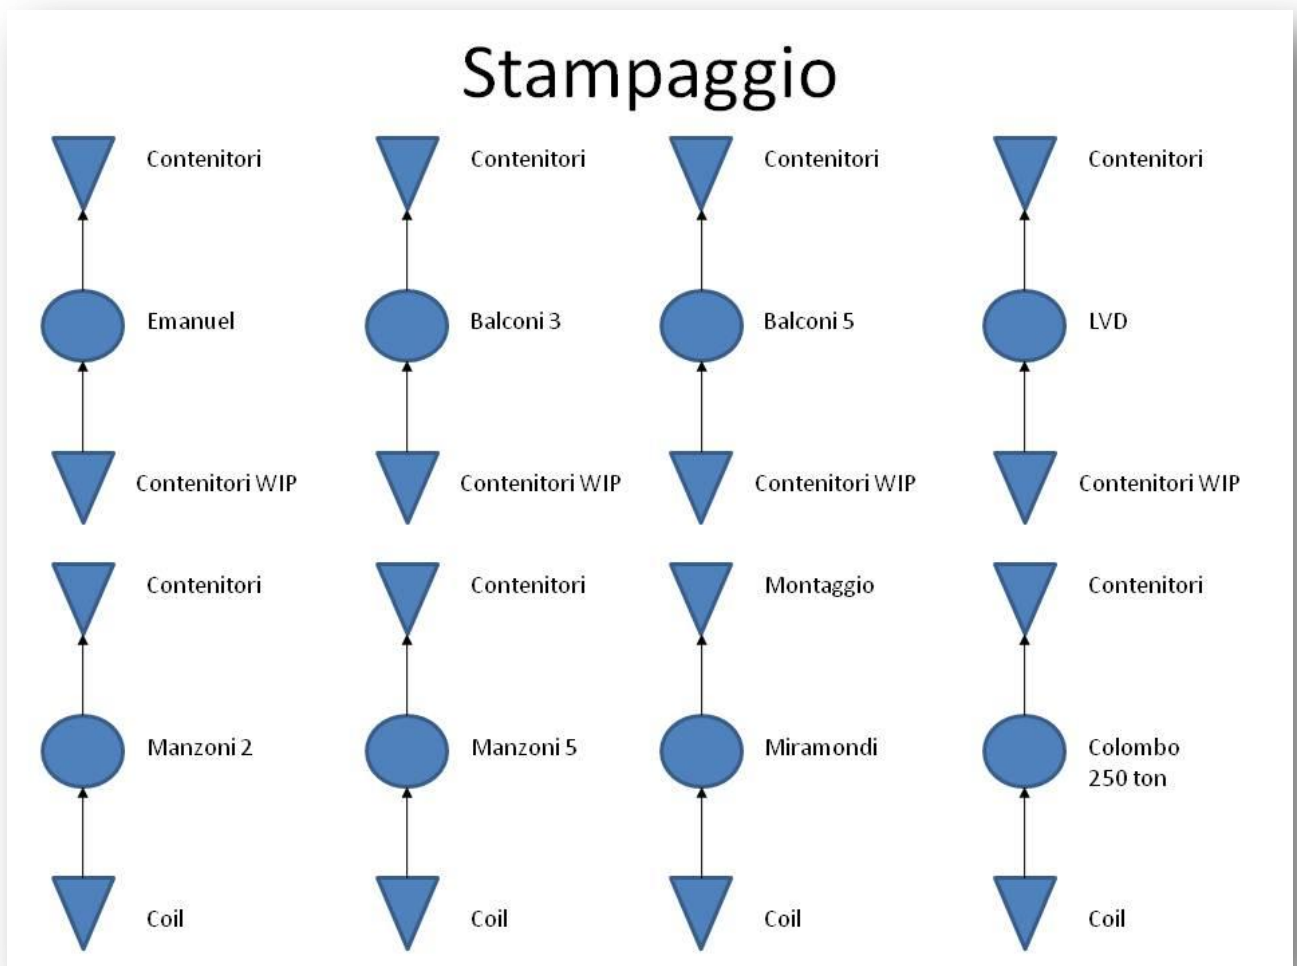 Stampaggio
Contenitori
Contenitori
Contenitori
Contenitori
Emanuel
Balconi 3
Balconi 5
LVD
Contenitori WIP
Contenitori WIP
Contenitori WIP
Contenitori WIP
Contenitori
Contenitori
Montaggio
Contenitori
Manzoni 2
Manzoni 5
Miramondi
Colombo
250 ton
Coil
Coil
Coil
Coil